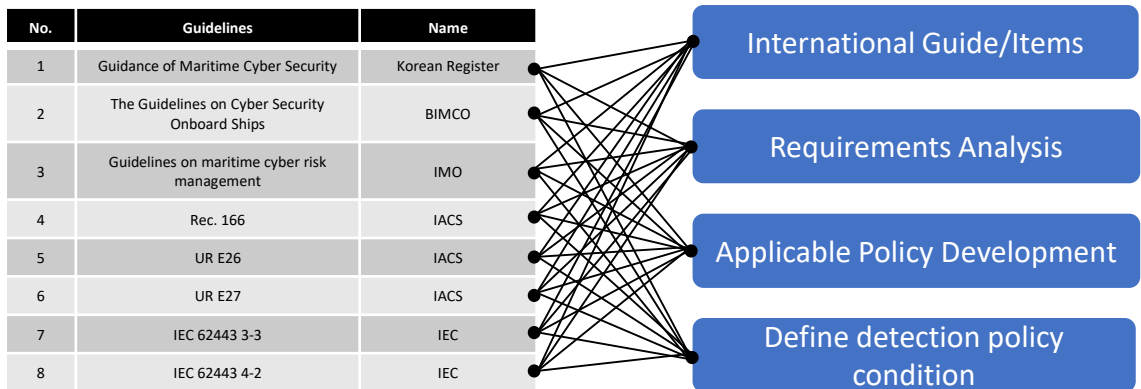 No. Guidelines Name
1 Guidance of Maritime Cyber Security Korean Register
2 The Guidelines on Cyber Security
Onboard Ships BIMCO
3 Guidelines on maritime cyber risk
management IMO
4 Rec. 166 IACS
5 UR E26 IACS
6 UR E27 IACS
7 IEC 62443 3-3 IEC
8 IEC 62443 4-2 IEC
International Guide/Items
Requirements Analysis
Applicable Policy Development
Define detection policy
condition